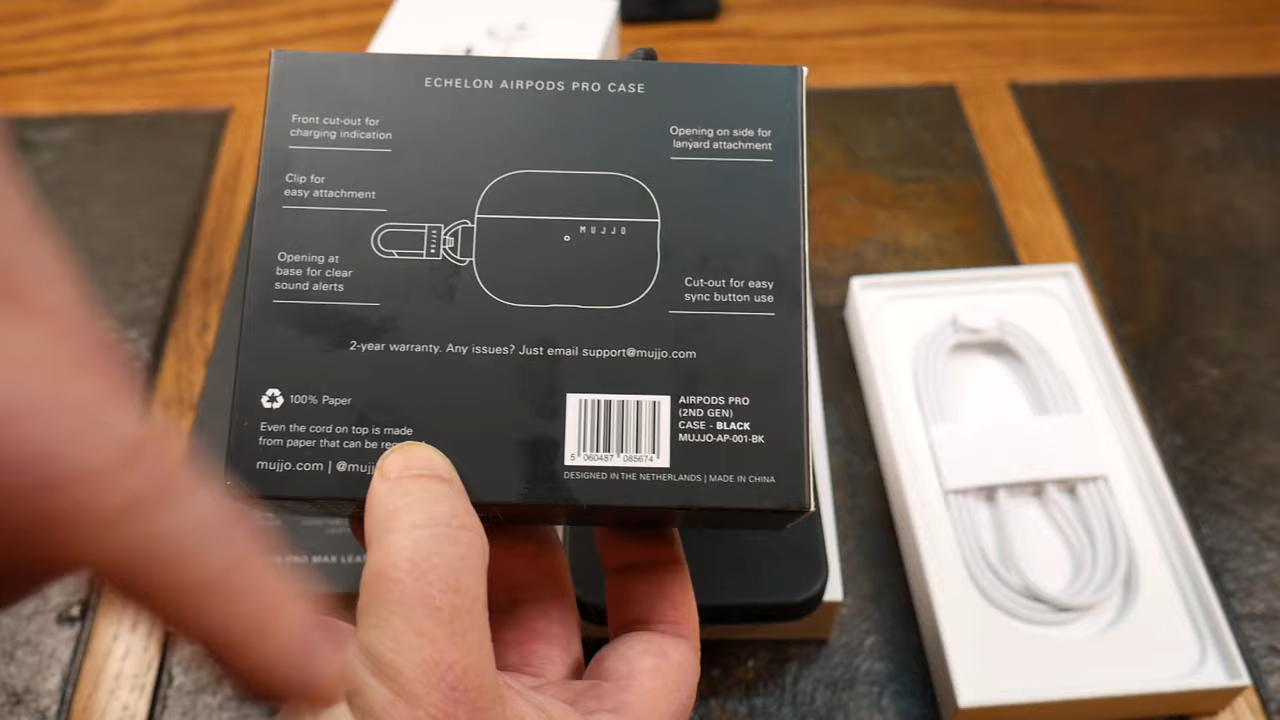 ECHELON AIRPODS PRO CASE
Front cut-out for
charging indication
Opening on side for
lanyard attachment
Clip for
easy attachment
MUJJO
Opening at
base for clear
sound alerts
Cut-out for easy
sync button use
2-year warranty. Any issues? Just email support@mujjo.com
100% Paper
Even the cord on top is made
from paper that can be
mujjo.com |
5 060487 085674
AIRPODS PRO
(2ND GEN)
CASE - BLACK
MUJJO-AP-001-BK
DESIGNED IN THE NETHERLANDS | MADE IN CHINA
PRO MAX